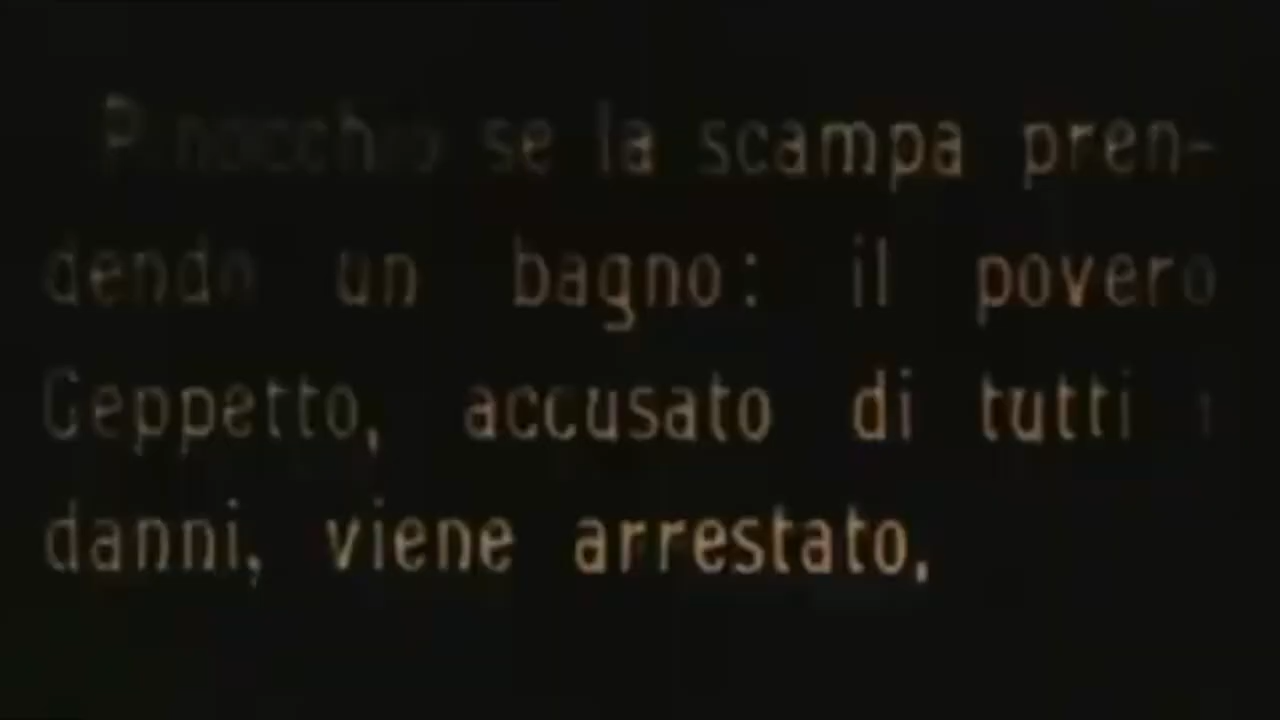 Pinocchio se la scampa pren-
dendo un bagno: il povero
Geppetto, accusato di tutti i
danni, viene arrestato.